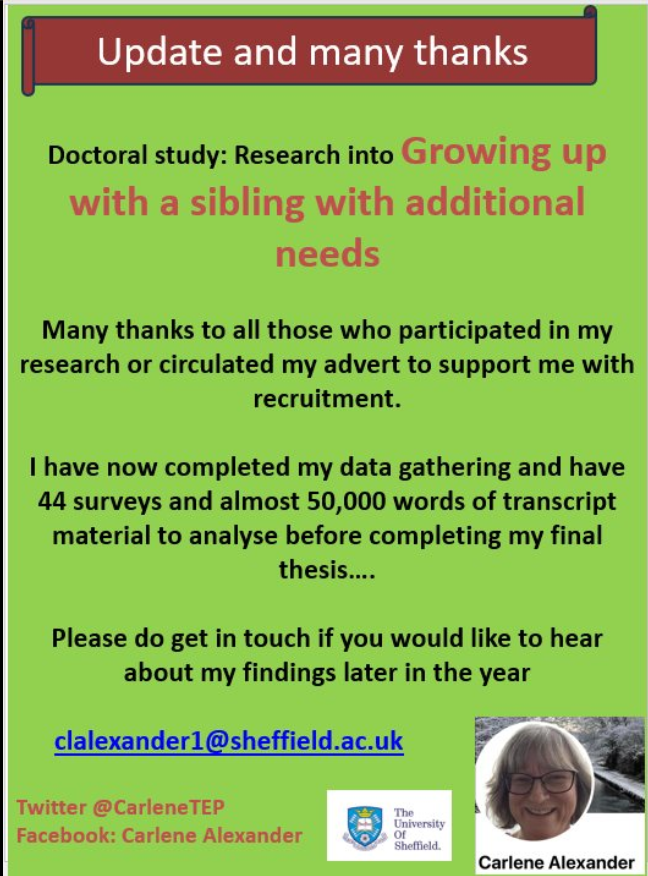 Update and many thanks
Doctoral study: Research into Growing up
with a sibling with additional
needs
Many thanks to all those who participated in my
research or circulated my advert to support me with
recruitment.
I have now completed my data gathering and have
44 surveys and almost 50,000 words of transcript
material to analyse before completing my final
thesis....
Please do get in touch if you would like to hear
about my findings later in the year
clalexander1@sheffield.ac.uk
Twitter @CarleneTEP
Facebook: Carlene Alexander
The
University
Of
Sheffield.
Carlene Alexander